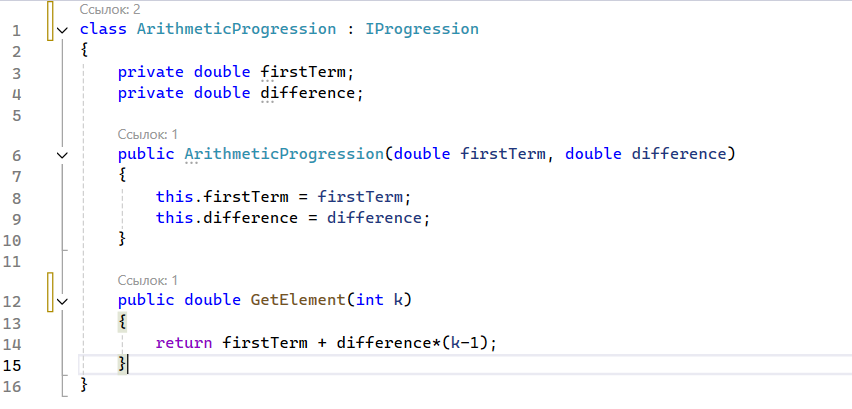 Ссылок: 2
1 class ArithmeticProgression : IProgression
2 {
3 private double firstTerm;
4 private double difference;
5
Ссылок: 1
6 public ArithmeticProgression(double firstTerm, double difference)
7 {
8 this.firstTerm = firstTerm;
9 this.difference = difference;
10 }
11
Ссылок: 1
12 public double GetElement(int k)
13 {
14 return firstTerm + difference*(k-1);
15 }
16 }